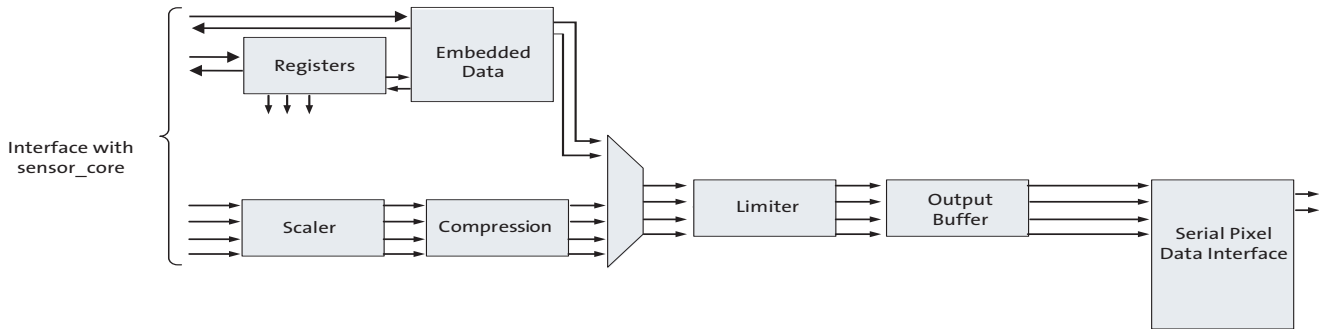 Embedded
Data
Registers
Interface with
sensor_core
Scaler
Compression
Limiter
Output
Buffer
Serial Pixel
Data Interface